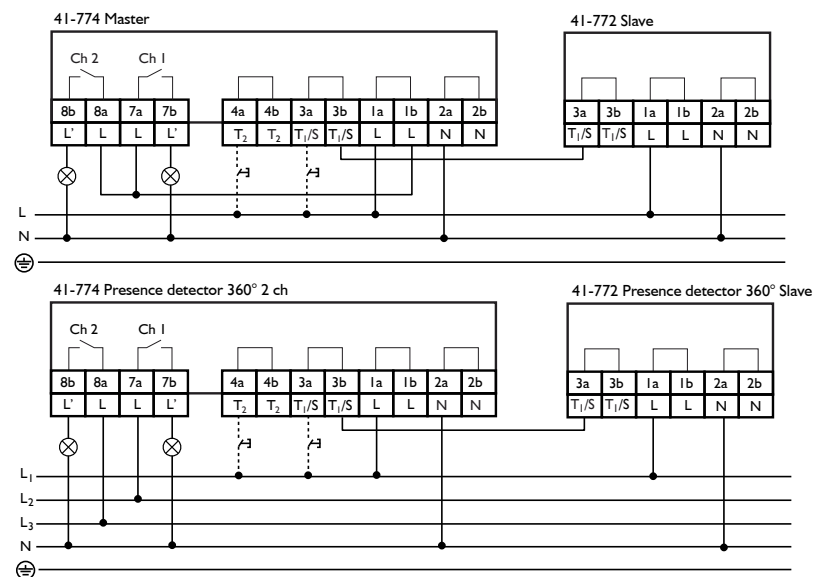 41-774 Master
41-772 Slave
Ch 2 Ch 1
8b 8a 7a 7b 4a 4b 3a 3b 1a 1b 2a 2b
L' L L L' T₂ T₂ T₁/S T₁/S L L N N
3a 3b 1a 1b 2a 2b
T₁/S T₁/S L L N N
L
N
41-774 Presence detector 360° 2 ch
41-772 Presence detector 360° Slave
Ch 2 Ch 1
8b 8a 7a 7b 4a 4b 3a 3b 1a 1b 2a 2b
L' L L L' T₂ T₂ T₁/S T₁/S L L N N
3a 3b 1a 1b 2a 2b
T₁/S T₁/S L L N N
L₁
L₂
L₃
N